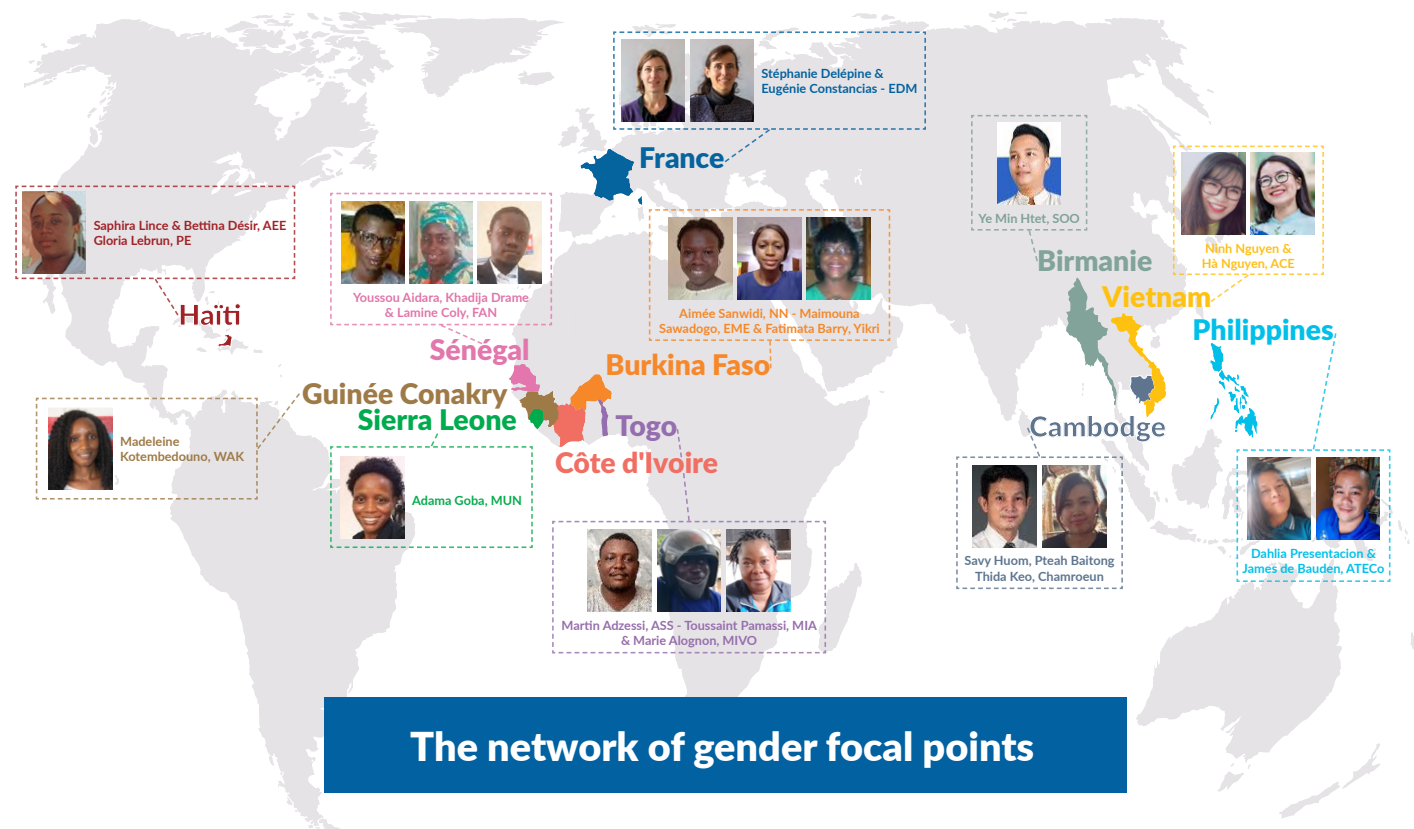 Stéphanie Delépine &
Eugénie Constancias - EDM
France
Ye Min Htet, SOO
Birmanie
Ninh Nguyen &
Hà Nguyen, ACE
Vietnam
Philippines
Saphira Lince & Bettina Désir, AEE
Gloria Lebrun, PE
Haïti
Youssou Aidara, Khadija Drame
& Lamine Coly, FAN
Sénégal
Aimée Sanwidi, NN - Maimouna
Sawadogo, EME & Fatimata Barry, Yikri
Burkina Faso
Guinée Conakry
Sierra Leone
Togo
Côte d'Ivoire
Cambodge
Madeleine
Kotembedouno, WAK
Adama Goba, MUN
Savy Huom, Pteah Baitong
Thida Keo, Chamroeun
Dahlia Presentacion &
James de Bauden, ATECo
Martin Adzessi, ASS - Toussaint Pamassi, MIA
& Marie Alognon, MIVO
The network of gender focal points